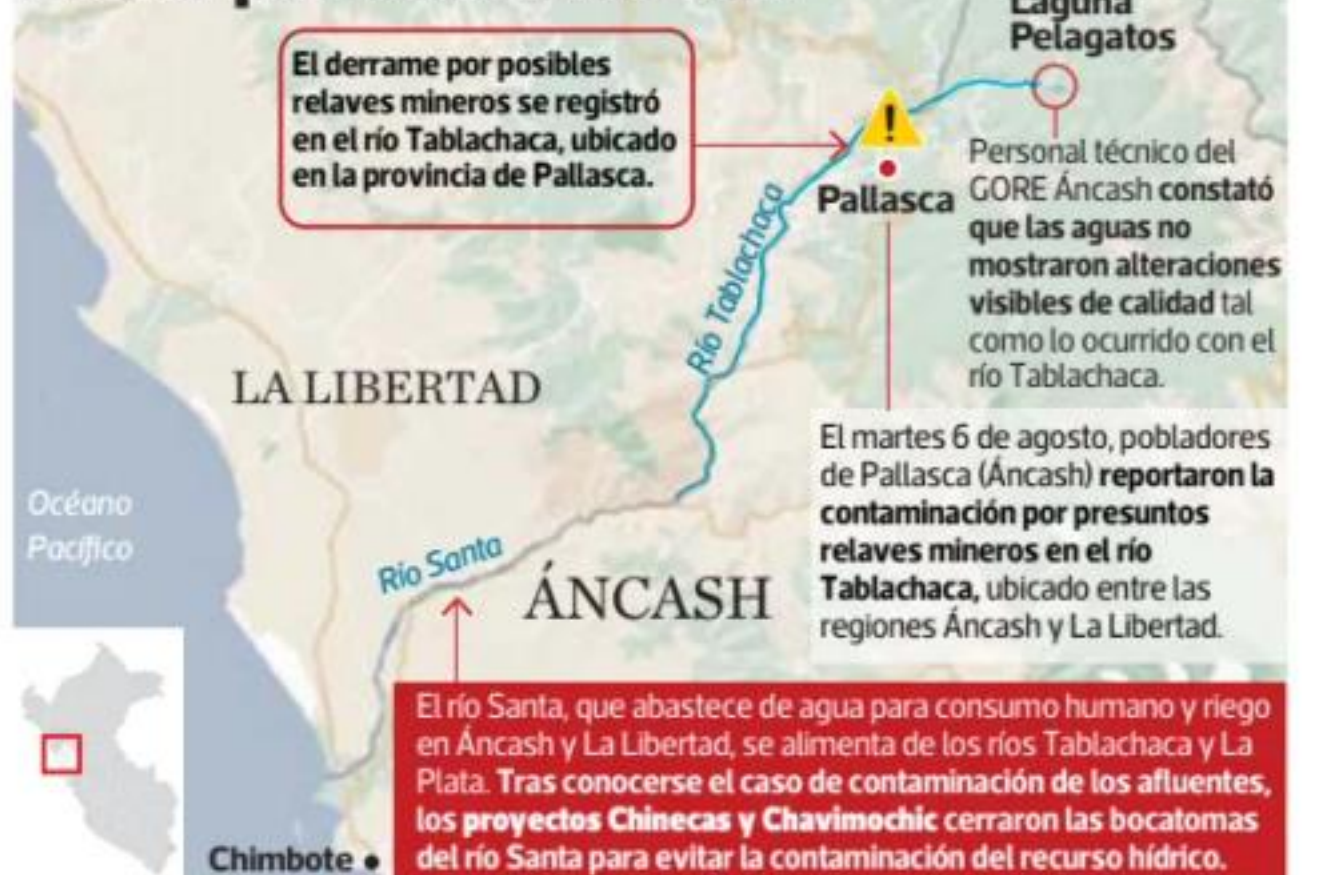 Laguna
Pelagatos
El derrame por posibles
relaves mineros se registró
en el río Tablachaca, ubicado
en la provincia de Pallasca.
!
Pallasca
Personal técnico del
GORE Áncash constató
que las aguas no
mostraron alteraciones
visibles de calidad tal
como lo ocurrido con el
río Tablachaca.
Río Tablachaca
LA LIBERTAD
El martes 6 de agosto, pobladores
de Pallasca (Áncash) reportaron la
contaminación por presuntos
relaves mineros en el río
Tablachaca, ubicado entre las
regiones Áncash y La Libertad.
Océano
Pacífico
Río Santa
ÁNCASH
El río Santa, que abastece de agua para consumo humano y riego
en Áncash y La Libertad, se alimenta de los ríos Tablachaca y La
Plata. Tras conocerse el caso de contaminación de los afluentes,
los proyectos Chinecas y Chavimochic cerraron las bocatomas
del río Santa para evitar la contaminación del recurso hídrico.
Chimbote